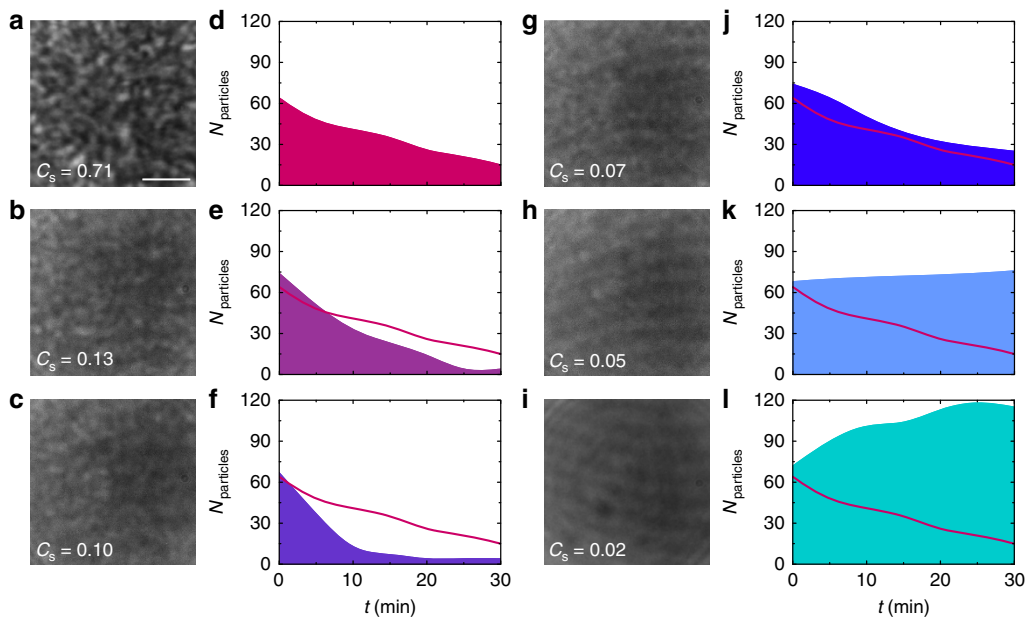 a
C_s = 0.71
b
C_s = 0.13
c
C_s = 0.10
d
N_particles
120
90
60
30
0
e
N_particles
120
90
60
30
0
f
N_particles
120
90
60
30
0
0 10 20 30
t (min)
g
C_s = 0.07
h
C_s = 0.05
i
C_s = 0.02
j
N_particles
120
90
60
30
0
k
N_particles
120
90
60
30
0
l
N_particles
120
90
60
30
0
0 10 20 30
t (min)